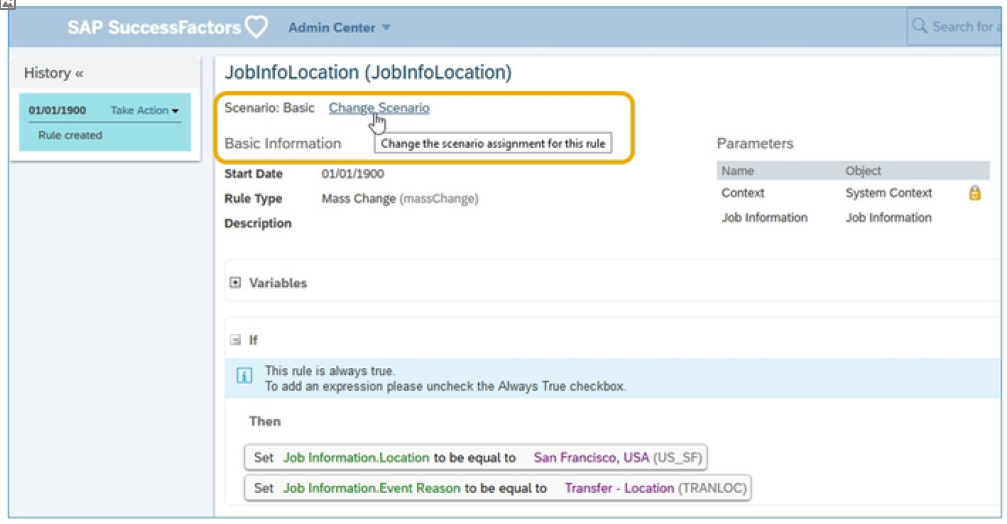 SAP SuccessFactors Admin Center
Search for a
History «
01/01/1900 Take Action
Rule created
JobInfoLocation (JobInfoLocation)
Scenario: Basic Change Scenario
Change the scenario assignment for this rule
Basic Information
Start Date 01/01/1900
Rule Type Mass Change (massChange)
Description
Parameters
Name Object
Context System Context
Job Information Job Information
Variables
If
This rule is always true.
To add an expression please uncheck the Always True checkbox.
Then
Set Job Information.Location to be equal to San Francisco, USA (US_SF)
Set Job Information.Event Reason to be equal to Transfer - Location (TRANLOC)